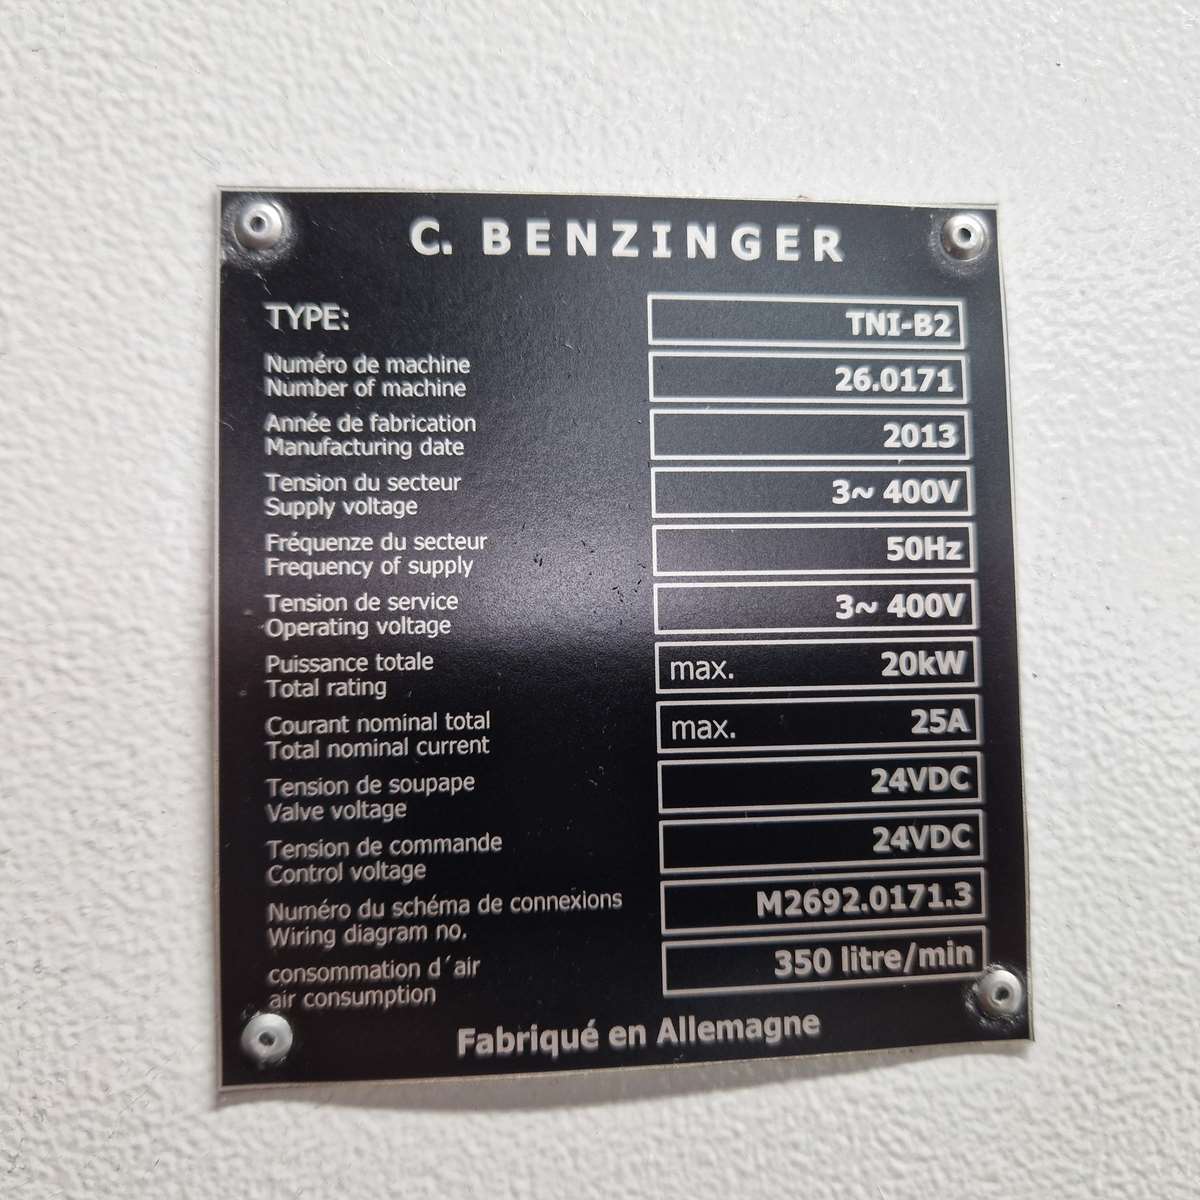 C. BENZINGER
TYPE: TNI-B2
Numéro de machine
Number of machine 26.0171
Année de fabrication
Manufacturing date 2013
Tension du secteur
Supply voltage 3~ 400V
Fréquenze du secteur
Frequency of supply 50Hz
Tension de service
Operating voltage 3~ 400V
Puissance totale
Total rating max. 20kW
Courant nominal total
Total nominal current max. 25A
Tension de soupape
Valve voltage 24VDC
Tension de commande
Control voltage 24VDC
Numéro du schéma de connexions
Wiring diagram no. M2692.0171.3
consommation d´air
air consumption 350 litre/min
Fabriqué en Allemagne